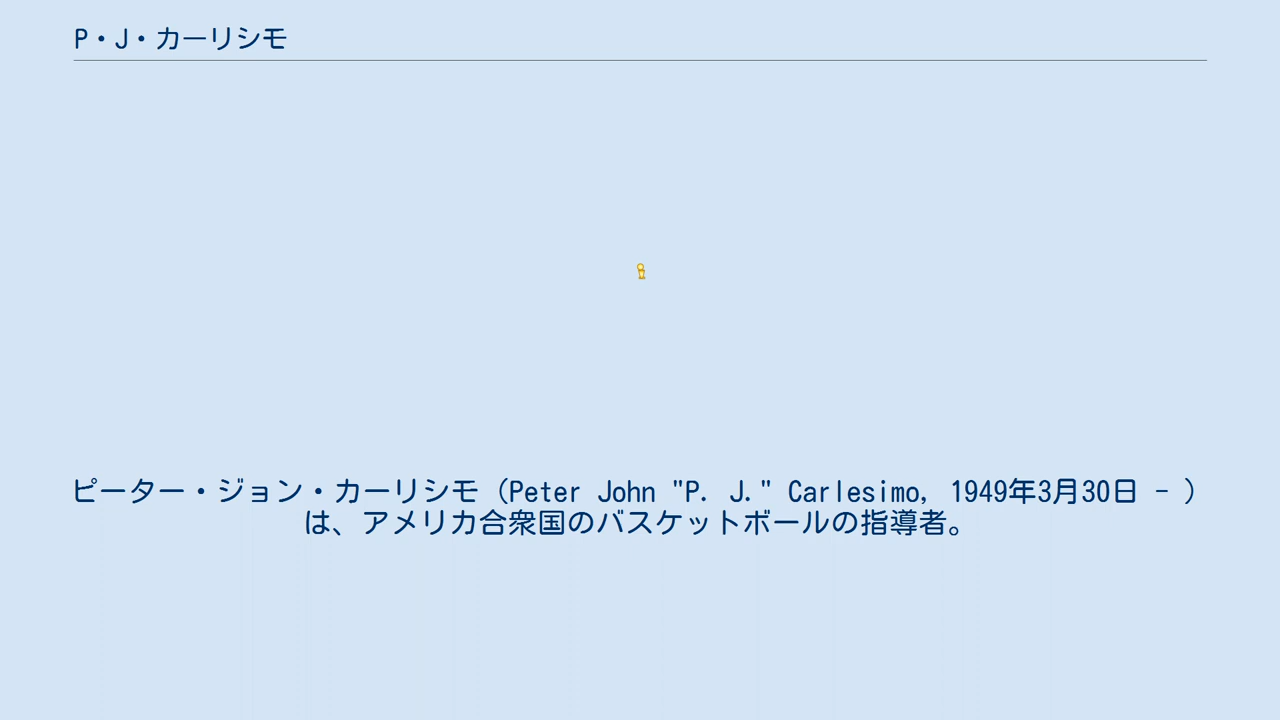 P・J・カーリシモ
ピーター・ジョン・カーリシモ（Peter John "P. J." Carlesimo, 1949年3月30日 - ）
は、アメリカ合衆国のバスケットボールの指導者。